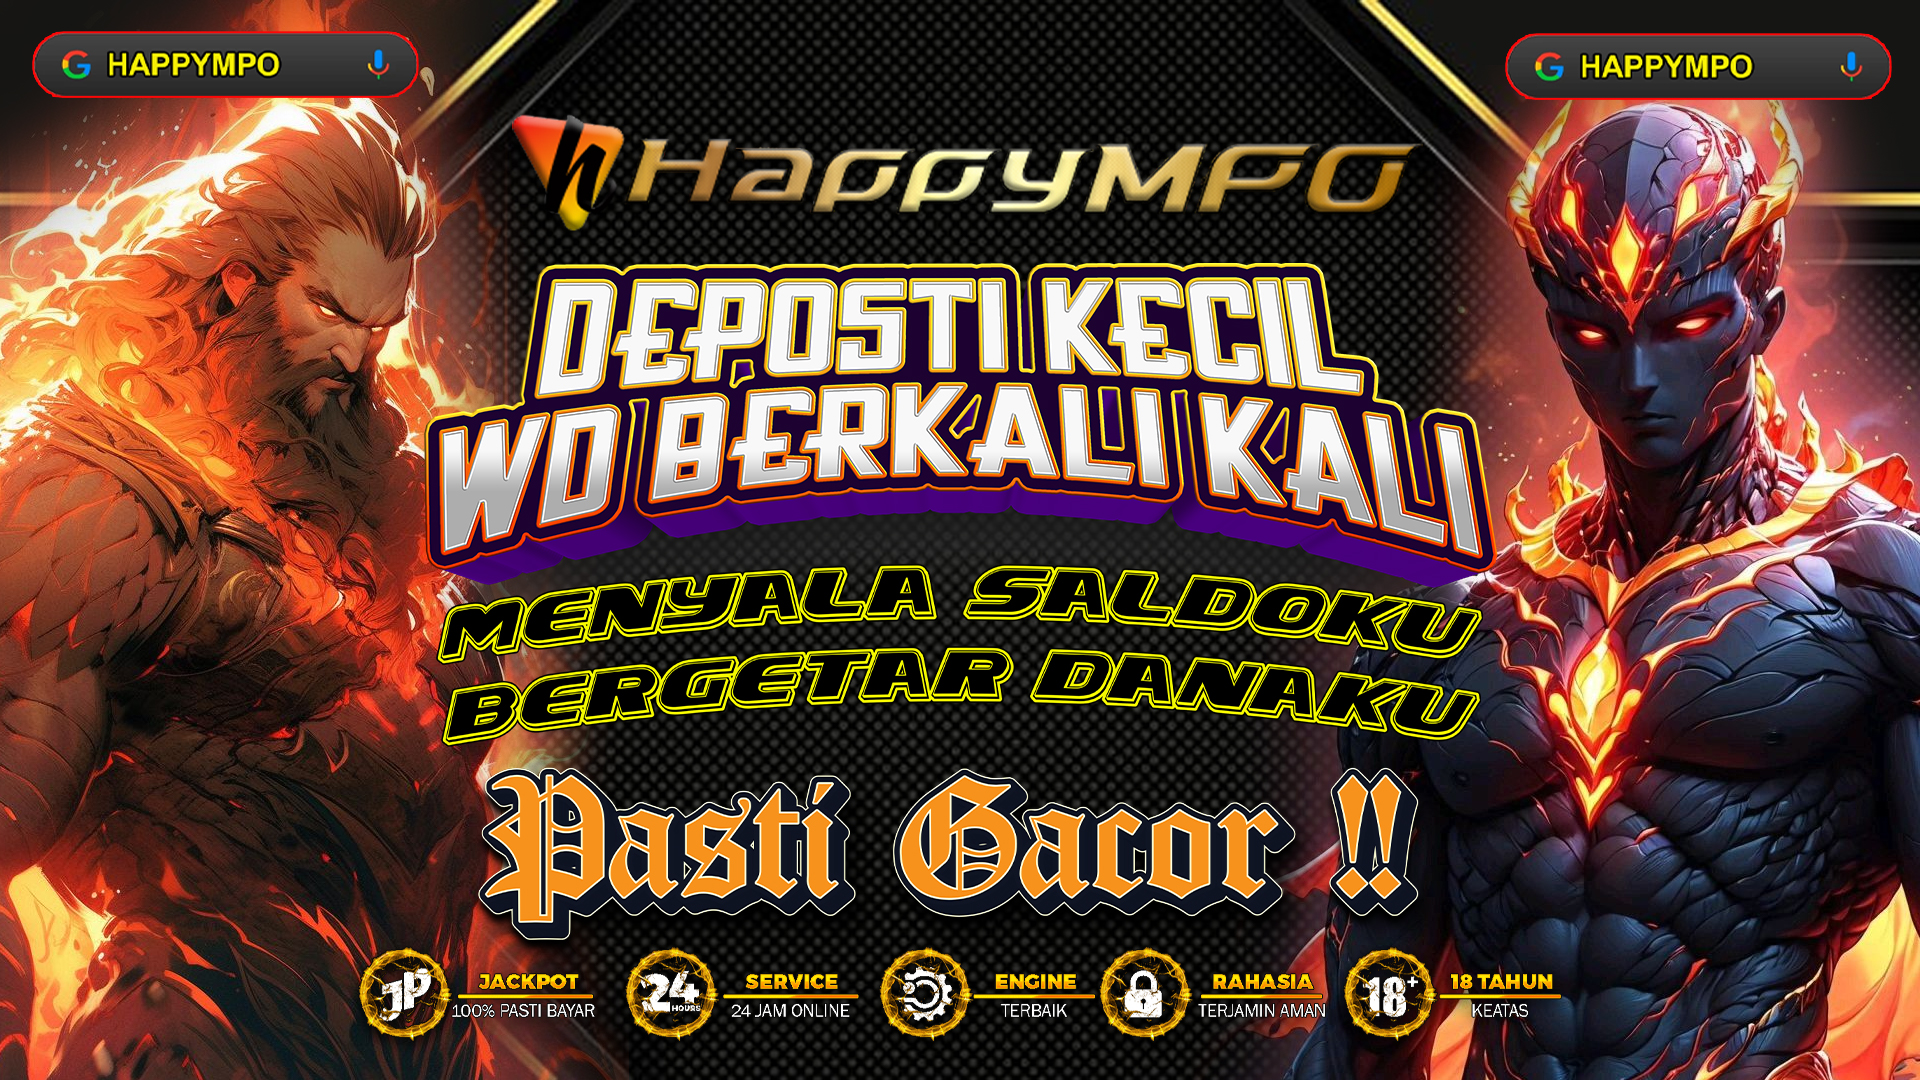 HAPPYMPO
HAPPYMPO
HAPPYMPO
DEPOSTI KECIL
WD BERKALI KALI
MENYALA SALDOKU
BERGETAR DANAKU
Pasti Gacor !!
JP
JACKPOT
100% PASTI BAYAR
24
HOURS
SERVICE
24 JAM ONLINE
ENGINE
TERBAIK
RAHASIA
TERJAMIN AMAN
18+
18 TAHUN
KEATAS